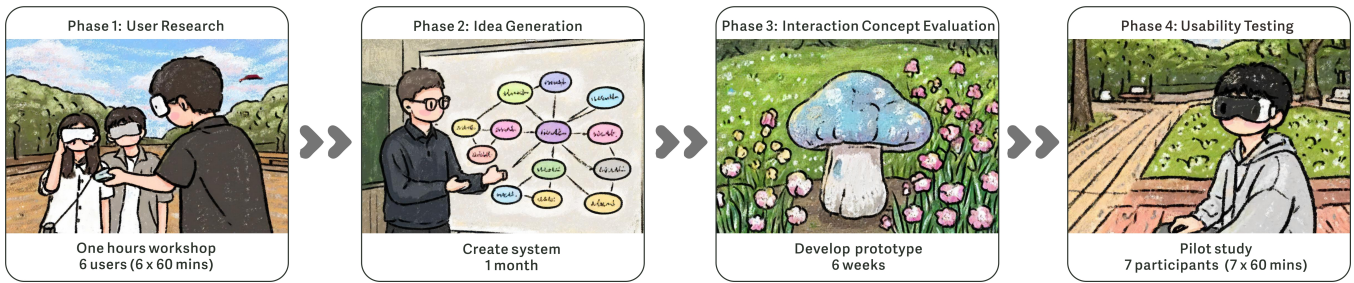 Phase 1: User Research
One hours workshop
6 users (6 x 60 mins)
Phase 2: Idea Generation
Create system
1 month
Phase 3: Interaction Concept Evaluation
Develop prototype
6 weeks
Phase 4: Usability Testing
Pilot study
7 participants (7 x 60 mins)